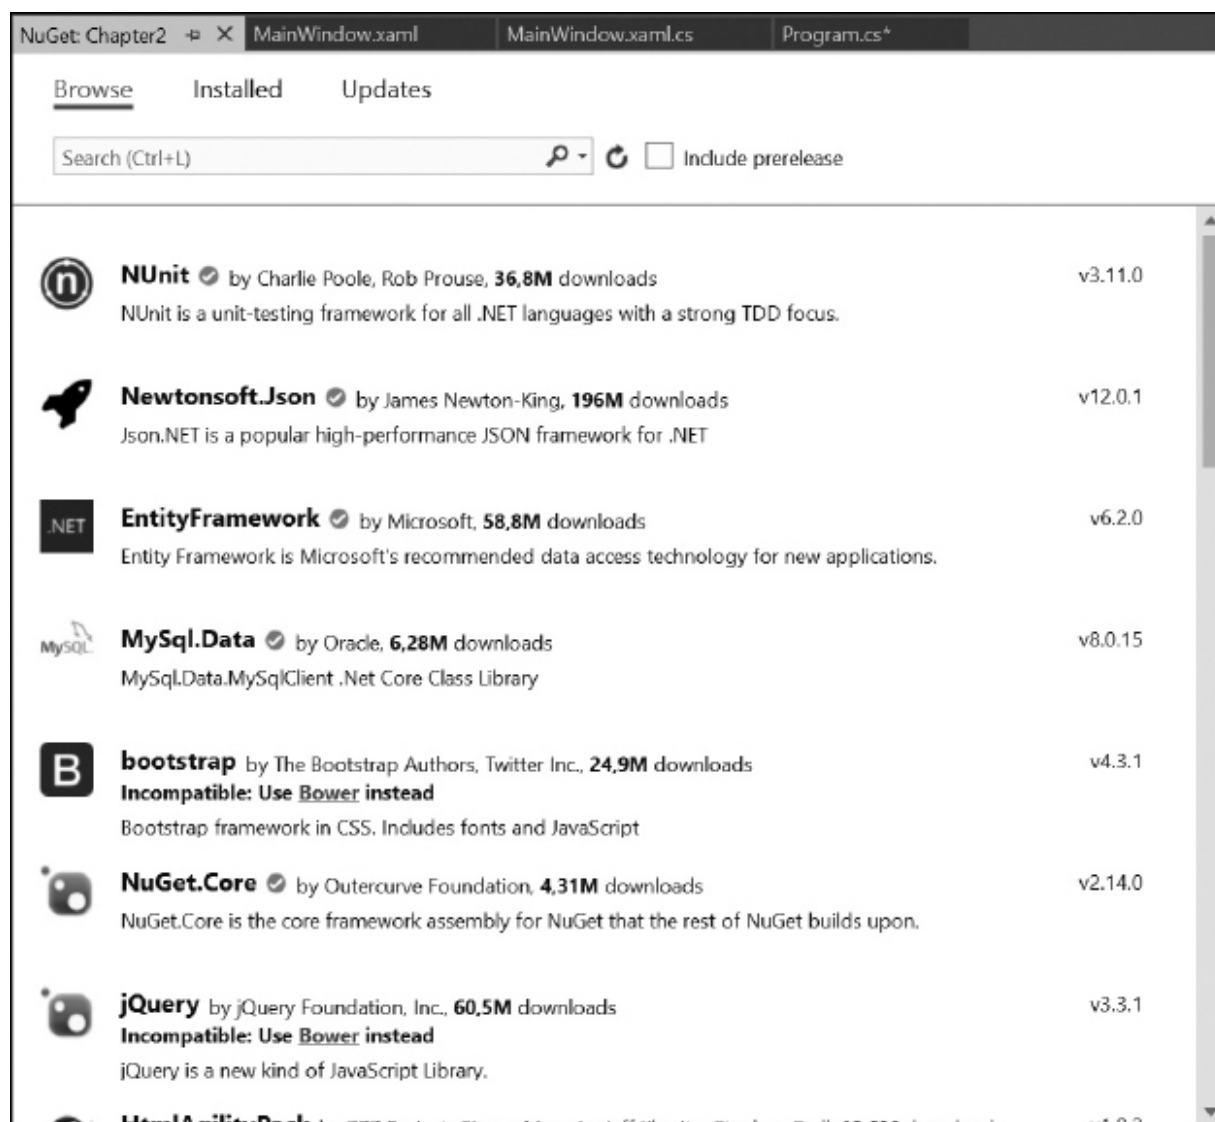 NuGet: Chapter2 MainWindow.xaml MainWindow.xaml.cs Program.cs*
Browse Installed Updates
Search (Ctrl+L) Include prerelease
n NUnit by Charlie Poole, Rob Prouse, 36,8M downloads v3.11.0
NUnit is a unit-testing framework for all .NET languages with a strong TDD focus.
Newtonsoft.Json by James Newton-King, 196M downloads v12.0.1
Json.NET is a popular high-performance JSON framework for .NET
.NET EntityFramework by Microsoft, 58,8M downloads v6.2.0
Entity Framework is Microsoft's recommended data access technology for new applications.
MySQL MySql.Data by Oracle, 6,28M downloads v8.0.15
MySql.Data.MySqlClient .Net Core Class Library
B bootstrap by The Bootstrap Authors, Twitter Inc., 24,9M downloads v4.3.1
Incompatible: Use Bower instead
Bootstrap framework in CSS. Includes fonts and JavaScript
NuGet.Core by Outercurve Foundation, 4,31M downloads v2.14.0
NuGet.Core is the core framework assembly for NuGet that the rest of NuGet builds upon.
jQuery by jQuery Foundation, Inc., 60,5M downloads v3.3.1
Incompatible: Use Bower instead
jQuery is a new kind of JavaScript Library.
HtmlAgilityPack